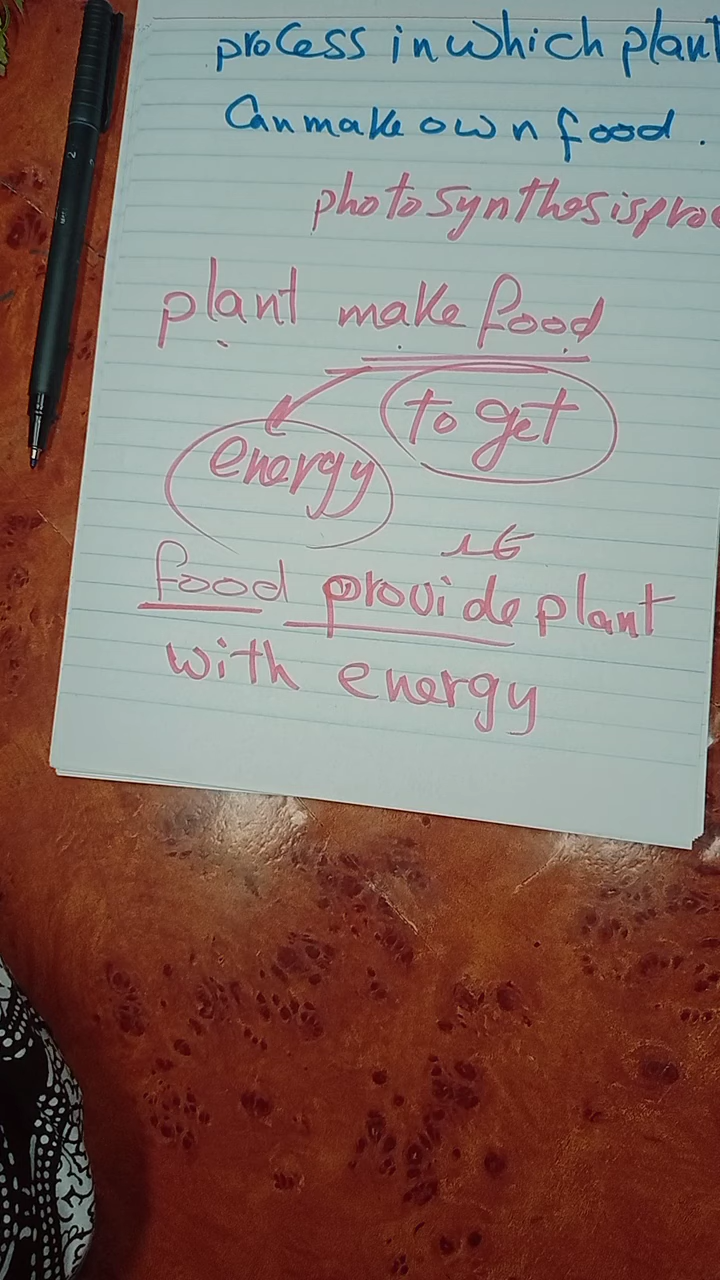 process in which plant
Can make own food.
photosynthesis proc
plant make food
to get
energy
food provide plant
with energy